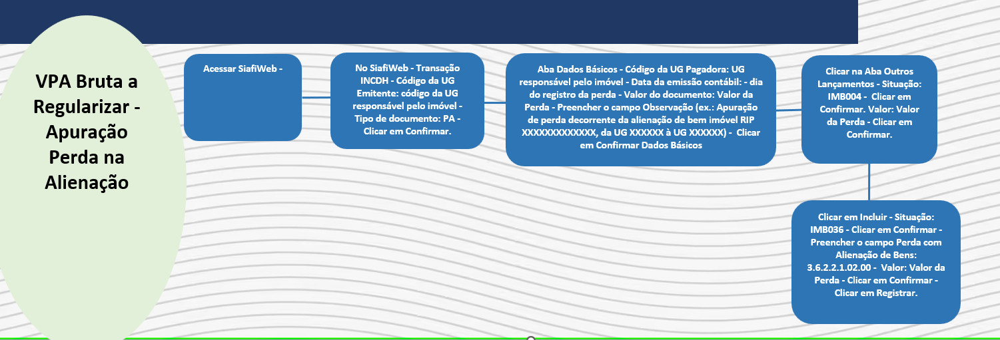 VPA Bruta a
Regularizar -
Apuração
Perda na
Alienação
Acessar SiafiWeb -
No SiafiWeb - Transação
INCDH - Código da UG
Emitente: código da UG
responsável pelo imóvel -
Tipo de documento: PA -
Clicar em Confirmar.
Aba Dados Básicos - Código da UG Pagadora: UG
responsável pelo imóvel - Data da emissão contábil: - dia
do registro da perda - Valor do documento: Valor da
Perda - Preencher o campo Observação (ex.: Apuração
de perda decorrente da alienação de bem imóvel RIP
XXXXXXXXXXXXX, da UG XXXXXX à UG XXXXXX) - Clicar
em Confirmar Dados Básicos
Clicar na Aba Outros
Lançamentos - Situação:
IMB004 - Clicar em
Confirmar. Valor: Valor
da Perda - Clicar em
Confirmar.
Clicar em Incluir - Situação:
IMB036 - Clicar em Confirmar -
Preencher o campo Perda com
Alienação de Bens:
3.6.2.2.1.02.00 - Valor: Valor da
Perda - Clicar em Confirmar -
Clicar em Registrar.